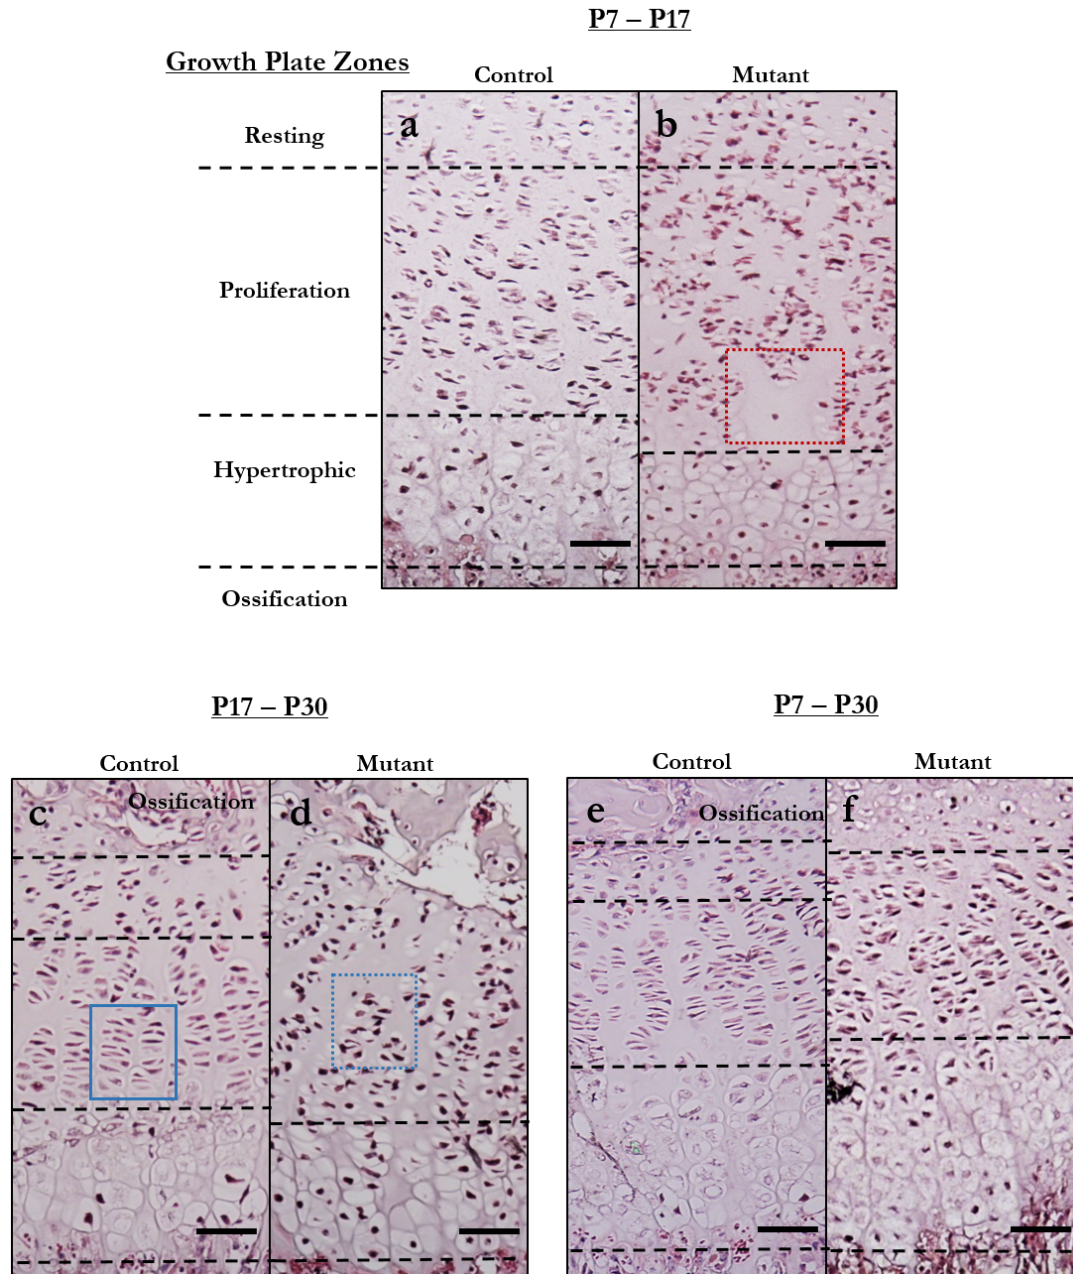 P7 – P17
Growth Plate Zones
Control
Mutant
a
b
Resting
Proliferation
Hypertrophic
Ossification
P17 – P30
P7 – P30
Control
Mutant
Control
Mutant
c
Ossification
d
e
Ossification
f